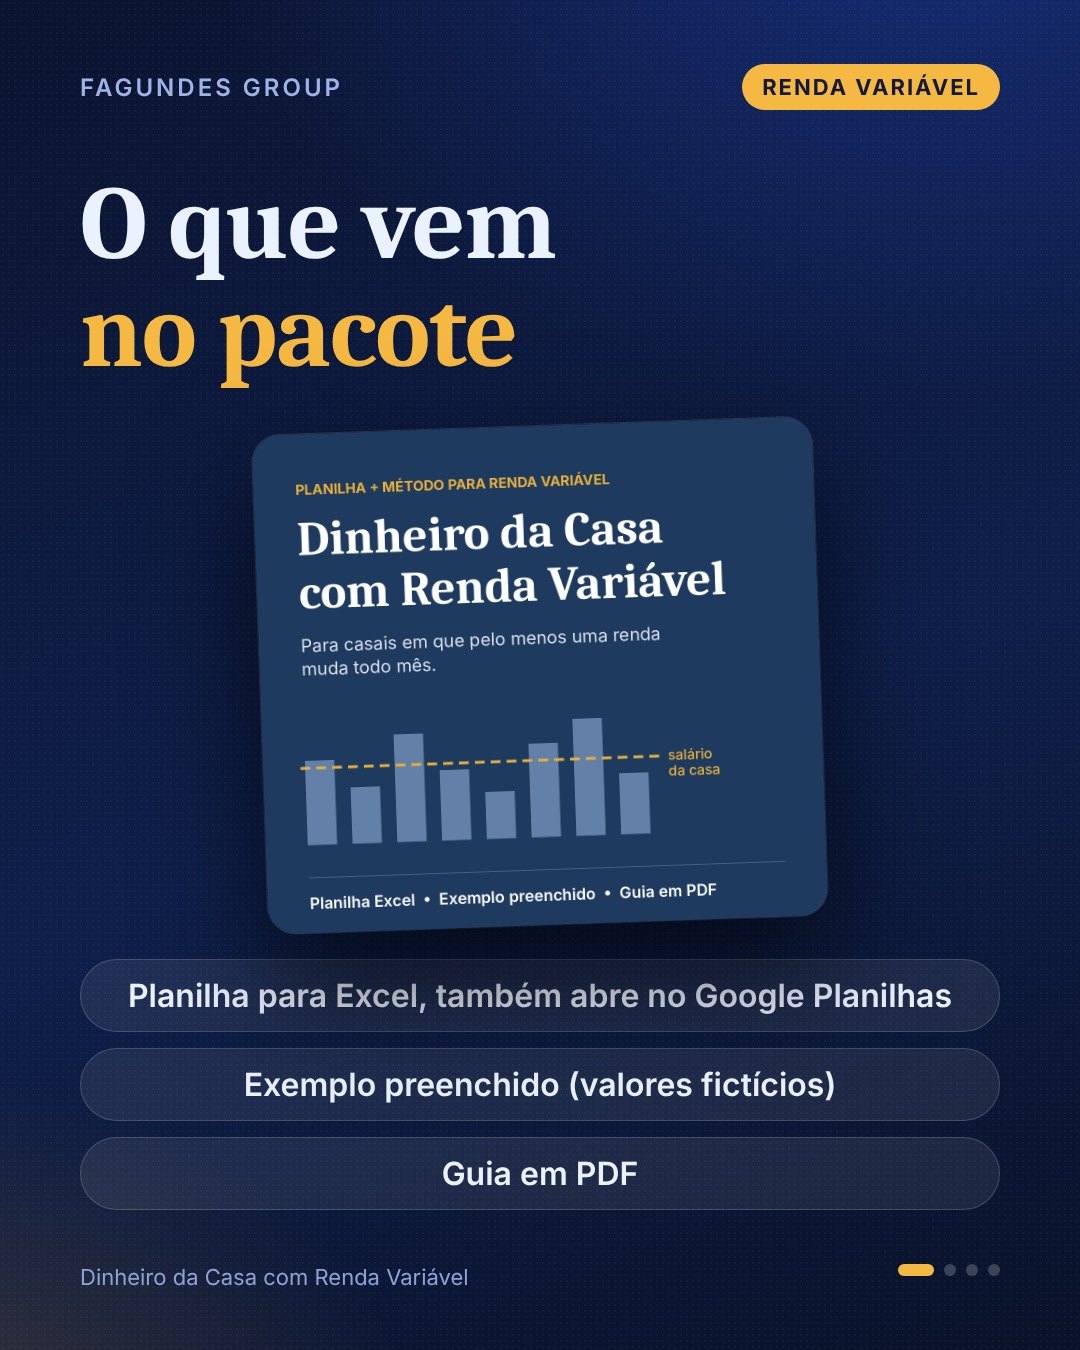 FAGUNDES GROUP
RENDA VARIÁVEL
O que vem
no pacote
PLANILHA + MÉTODO PARA RENDA VARIÁVEL
Dinheiro da Casa
com Renda Variável
Para casais em que pelo menos uma renda
muda todo mês.
salário
da casa
Planilha Excel • Exemplo preenchido • Guia em PDF
Planilha para Excel, também abre no Google Planilhas
Exemplo preenchido (valores fictícios)
Guia em PDF
Dinheiro da Casa com Renda Variável